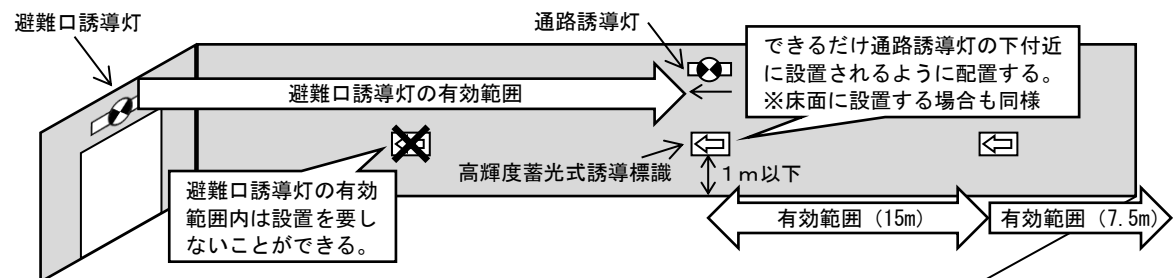 避難口誘導灯
通路誘導灯
できるだけ通路誘導灯の下付近
に設置されるように配置する。
※床面に設置する場合も同様
避難口誘導灯の有効範囲
高輝度蓄光式誘導標識
1m以下
避難口誘導灯の有効
範囲内は設置を要し
ないことができる。
有効範囲（15m）
有効範囲（7.5m）